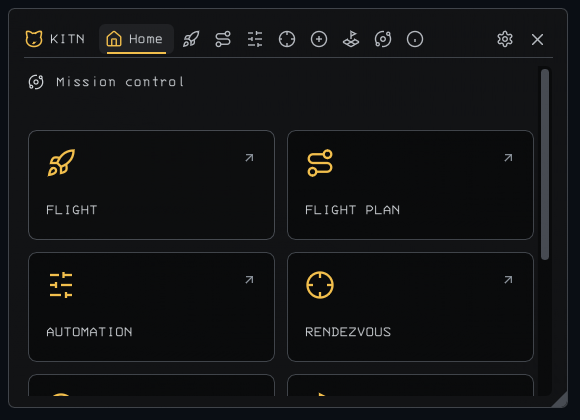 KITN Home
Mission control
FLIGHT
FLIGHT PLAN
AUTOMATION
RENDEZVOUS